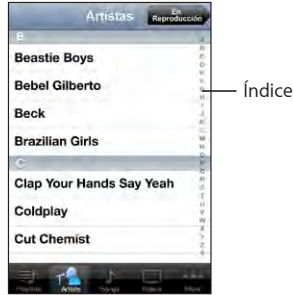 Artistas
En
Reproducción
B
Beastie Boys
Bebel Gilberto
Índice
Beck
Brazilian Girls
C
Clap Your Hands Say Yeah
Coldplay
Cut Chemist
Playlists Artists Songs Videos More